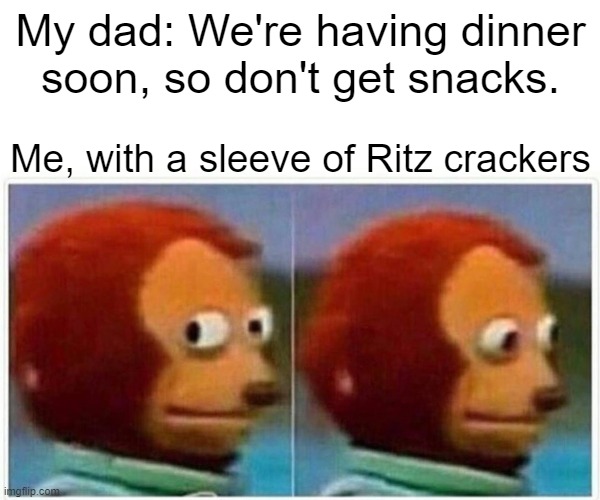 My dad: We're having dinner
soon, so don't get snacks.
Me, with a sleeve of Ritz crackers
imgflip.com